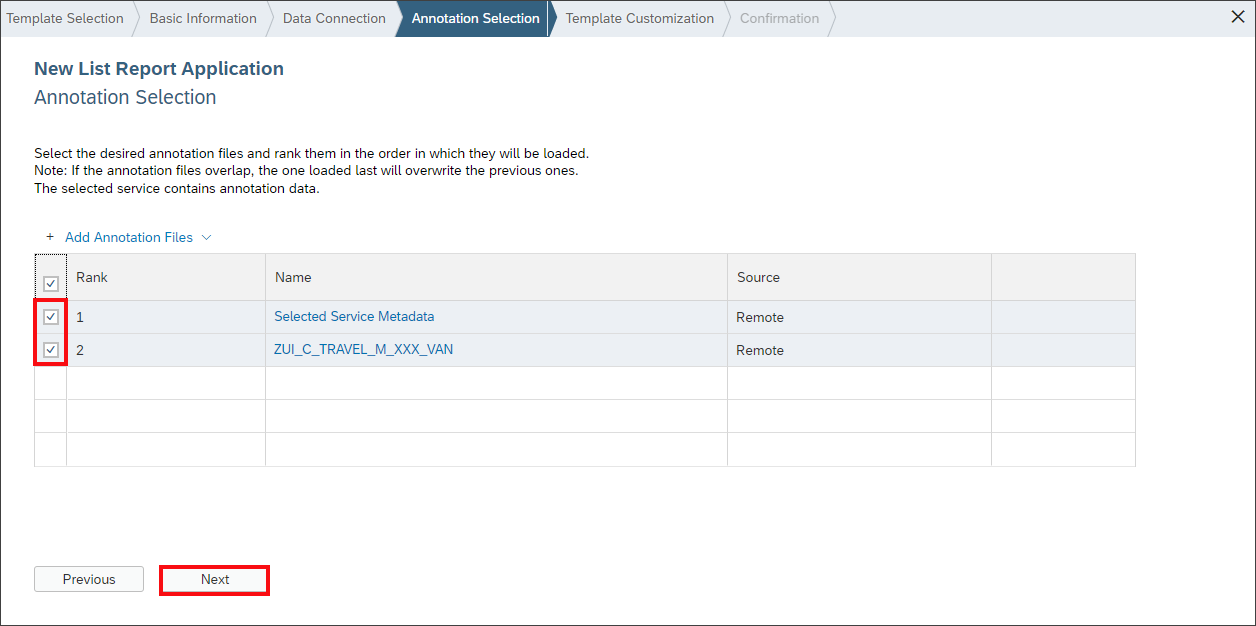 Template Selection Basic Information Data Connection Annotation Selection Template Customization Confirmation
New List Report Application
Annotation Selection
Select the desired annotation files and rank them in the order in which they will be loaded.
Note: If the annotation files overlap, the one loaded last will overwrite the previous ones.
The selected service contains annotation data.
+ Add Annotation Files
Rank Name Source
1 Selected Service Metadata Remote
2 ZUI_C_TRAVEL_M_XXX_VAN Remote
Previous Next